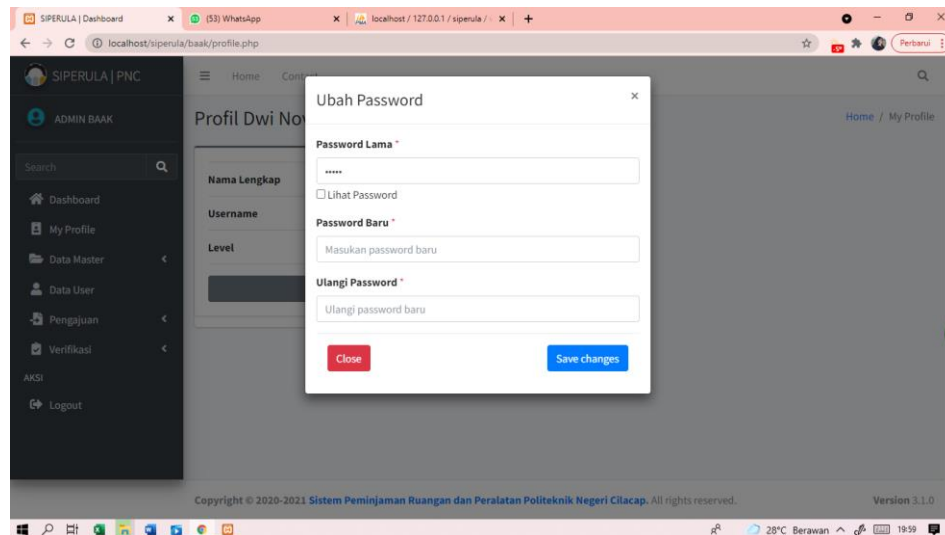 SIPERULA | Dashboard
(53) WhatsApp
localhost / 127.0.0.1 / siperula /
localhost/siperula/baak/profile.php
Perbarui
SIPERULA | PNC
Home
ADMIN BAAK
Profil Dwi
Home / My Profile
Search
Dashboard
My Profile
Data Master
Data User
Pengajuan
Verifikasi
AKSI
Logout
Nama Lengkap
Username
Level
Ubah Password
×
Password Lama *
Lihat Password
Password Baru *
Masukan password baru
Ulangi Password *
Ulangi password baru
Close
Save changes
Copyright © 2020-2021 Sistem Peminjaman Ruangan dan Peralatan Politeknik Negeri Cilacap. All rights reserved.
Version 3.1.0
28°C Berawan
19:59